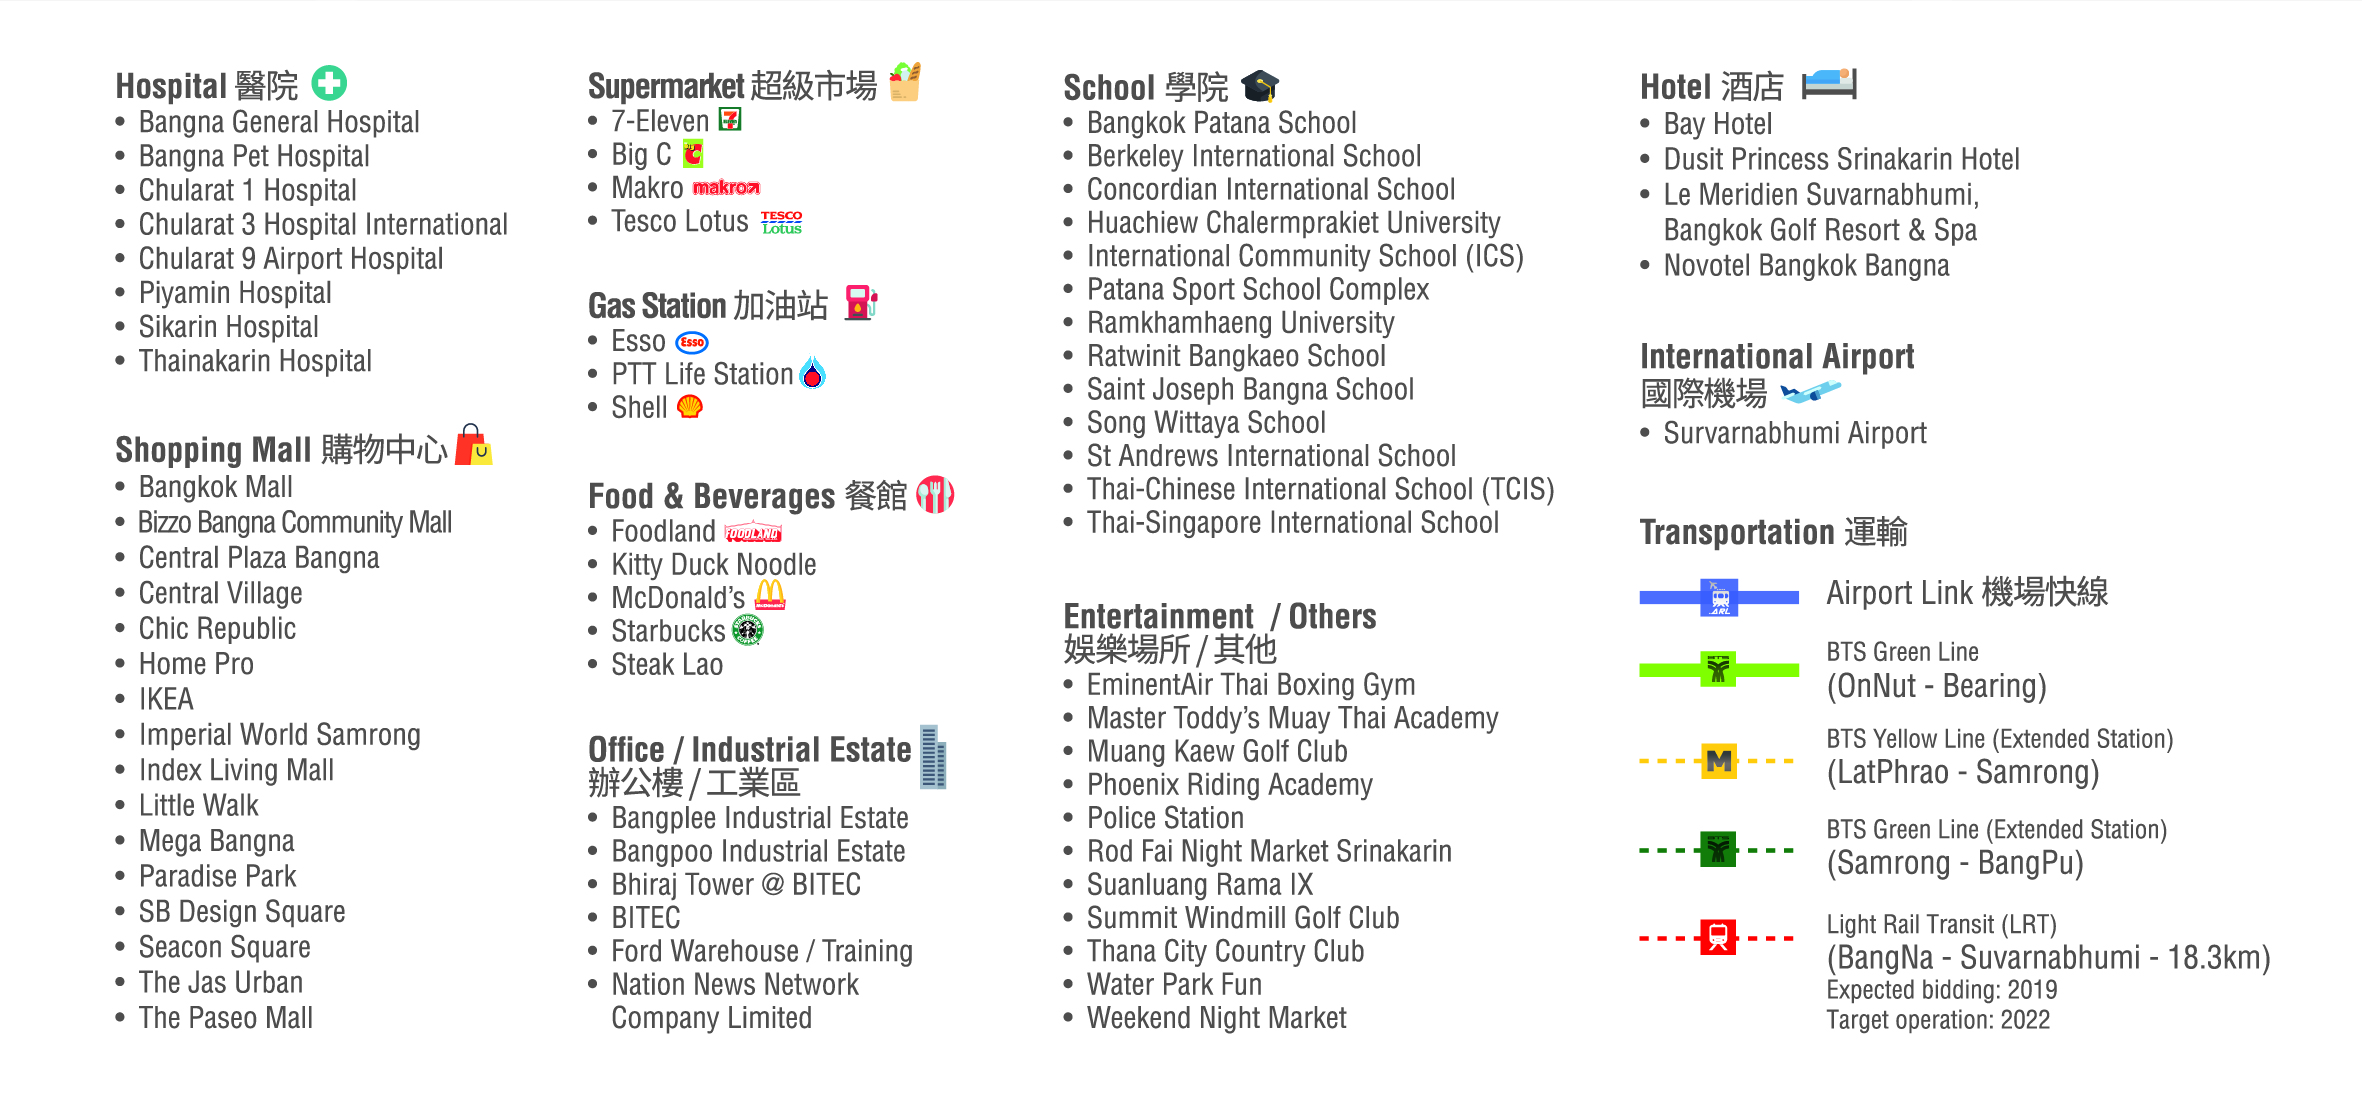 Hospital 醫院
• Bangna General Hospital
• Bangna Pet Hospital
• Chularat 1 Hospital
• Chularat 3 Hospital International
• Chularat 9 Airport Hospital
• Piyamin Hospital
• Sikarin Hospital
• Thainakarin Hospital
Shopping Mall 購物中心
• Bangkok Mall
• Bizzo Bangna Community Mall
• Central Plaza Bangna
• Central Village
• Chic Republic
• Home Pro
• IKEA
• Imperial World Samrong
• Index Living Mall
• Little Walk
• Mega Bangna
• Paradise Park
• SB Design Square
• Seacon Square
• The Jas Urban
• The Paseo Mall
Supermarket 超級市場
• 7-Eleven
• Big C
• Makro makro
• Tesco Lotus TESCO Lotus
Gas Station 加油站
• Esso Esso
• PTT Life Station
• Shell
Food & Beverages 餐館
• Foodland FOODLAND
• Kitty Duck Noodle
• McDonald’s McDonald's
• Starbucks
• Steak Lao
Office / Industrial Estate
辦公樓 / 工業區
• Bangplee Industrial Estate
• Bangpoo Industrial Estate
• Bhiraj Tower @ BITEC
• BITEC
• Ford Warehouse / Training
• Nation News Network
Company Limited
School 學院
• Bangkok Patana School
• Berkeley International School
• Concordian International School
• Huachiew Chalermprakiet University
• International Community School (ICS)
• Patana Sport School Complex
• Ramkhamhaeng University
• Ratwinit Bangkaeo School
• Saint Joseph Bangna School
• Song Wittaya School
• St Andrews International School
• Thai-Chinese International School (TCIS)
• Thai-Singapore International School
Entertainment / Others
娛樂場所 / 其他
• EminentAir Thai Boxing Gym
• Master Toddy’s Muay Thai Academy
• Muang Kaew Golf Club
• Phoenix Riding Academy
• Police Station
• Rod Fai Night Market Srinakarin
• Suanluang Rama IX
• Summit Windmill Golf Club
• Thana City Country Club
• Water Park Fun
• Weekend Night Market
Hotel 酒店
• Bay Hotel
• Dusit Princess Srinakarin Hotel
• Le Meridien Suvarnabhumi,
Bangkok Golf Resort & Spa
• Novotel Bangkok Bangna
International Airport
國際機場
• Survarnabhumi Airport
Transportation 運輸
ARL
Airport Link 機場快線
BTS Green Line
(OnNut - Bearing)
M
BTS Yellow Line (Extended Station)
(LatPhrao - Samrong)
BTS Green Line (Extended Station)
(Samrong - BangPu)
Light Rail Transit (LRT)
(BangNa - Suvarnabhumi - 18.3km)
Expected bidding: 2019
Target operation: 2022